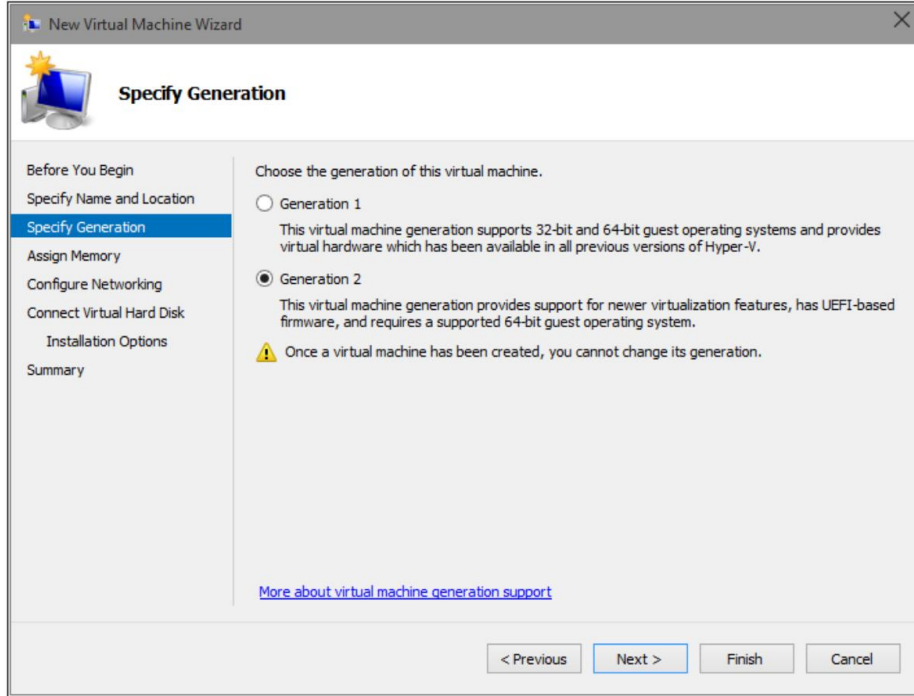 New Virtual Machine Wizard
Specify Generation
Before You Begin
Specify Name and Location
Specify Generation
Assign Memory
Configure Networking
Connect Virtual Hard Disk
Installation Options
Summary
Choose the generation of this virtual machine.
Generation 1
This virtual machine generation supports 32-bit and 64-bit guest operating systems and provides
virtual hardware which has been available in all previous versions of Hyper-V.
Generation 2
This virtual machine generation provides support for newer virtualization features, has UEFI-based
firmware, and requires a supported 64-bit guest operating system.
Once a virtual machine has been created, you cannot change its generation.
More about virtual machine generation support
< Previous
Next >
Finish
Cancel